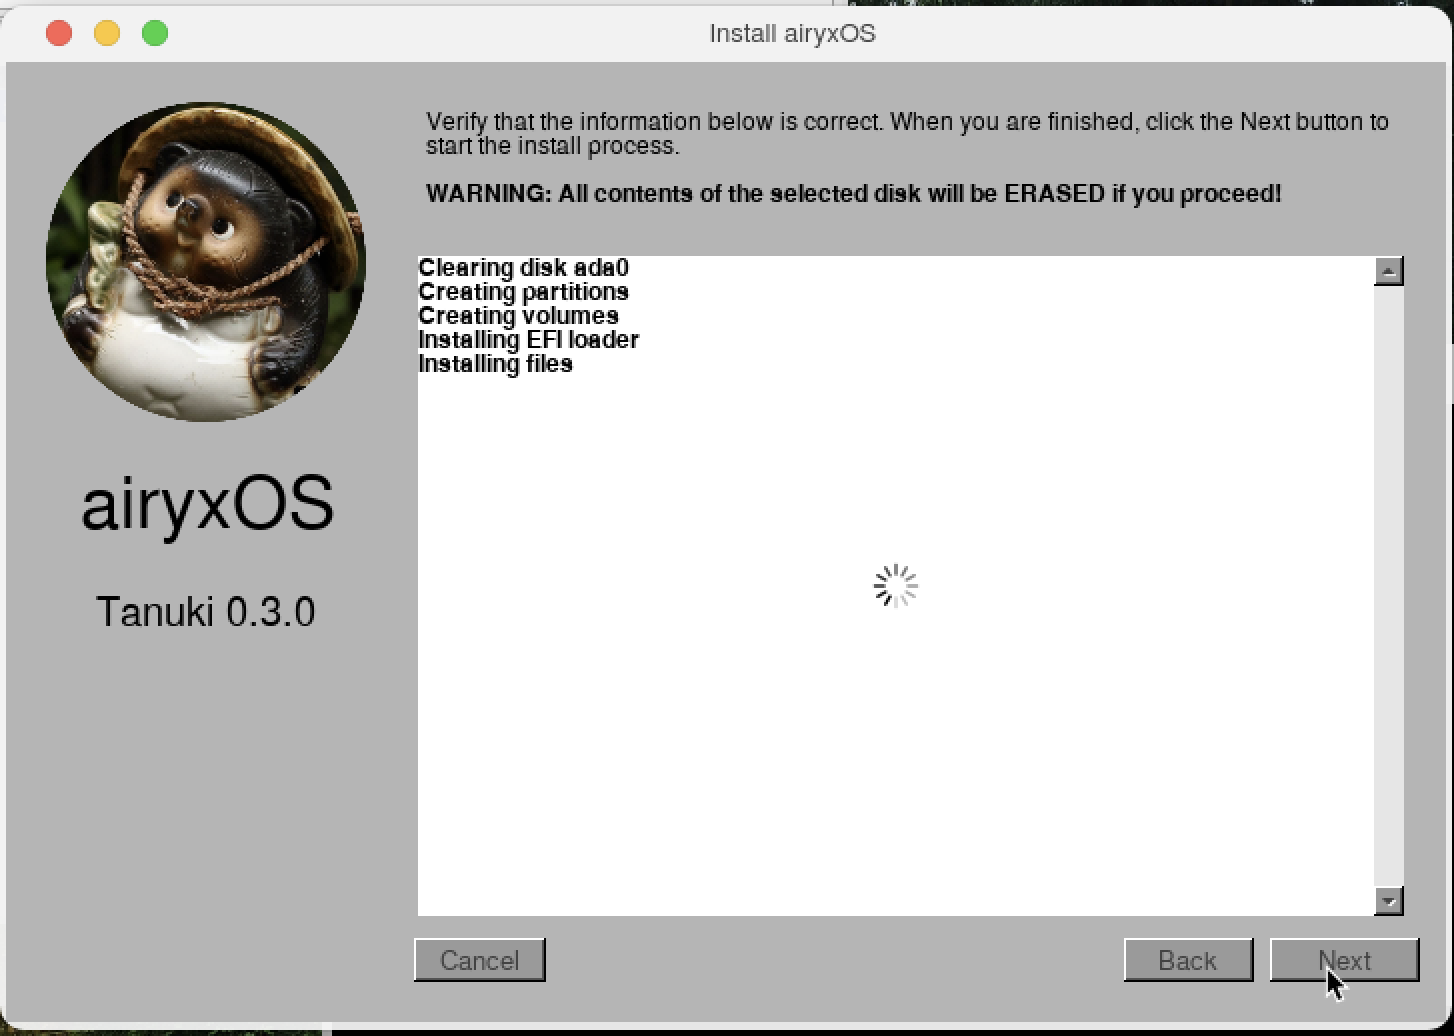 Install airyxOS
Verify that the information below is correct. When you are finished, click the Next button to
start the install process.
WARNING: All contents of the selected disk will be ERASED if you proceed!
Clearing disk ada0
Creating partitions
Creating volumes
Installing EFI loader
Installing files
airyxOS
Tanuki 0.3.0
Cancel
Back
Next